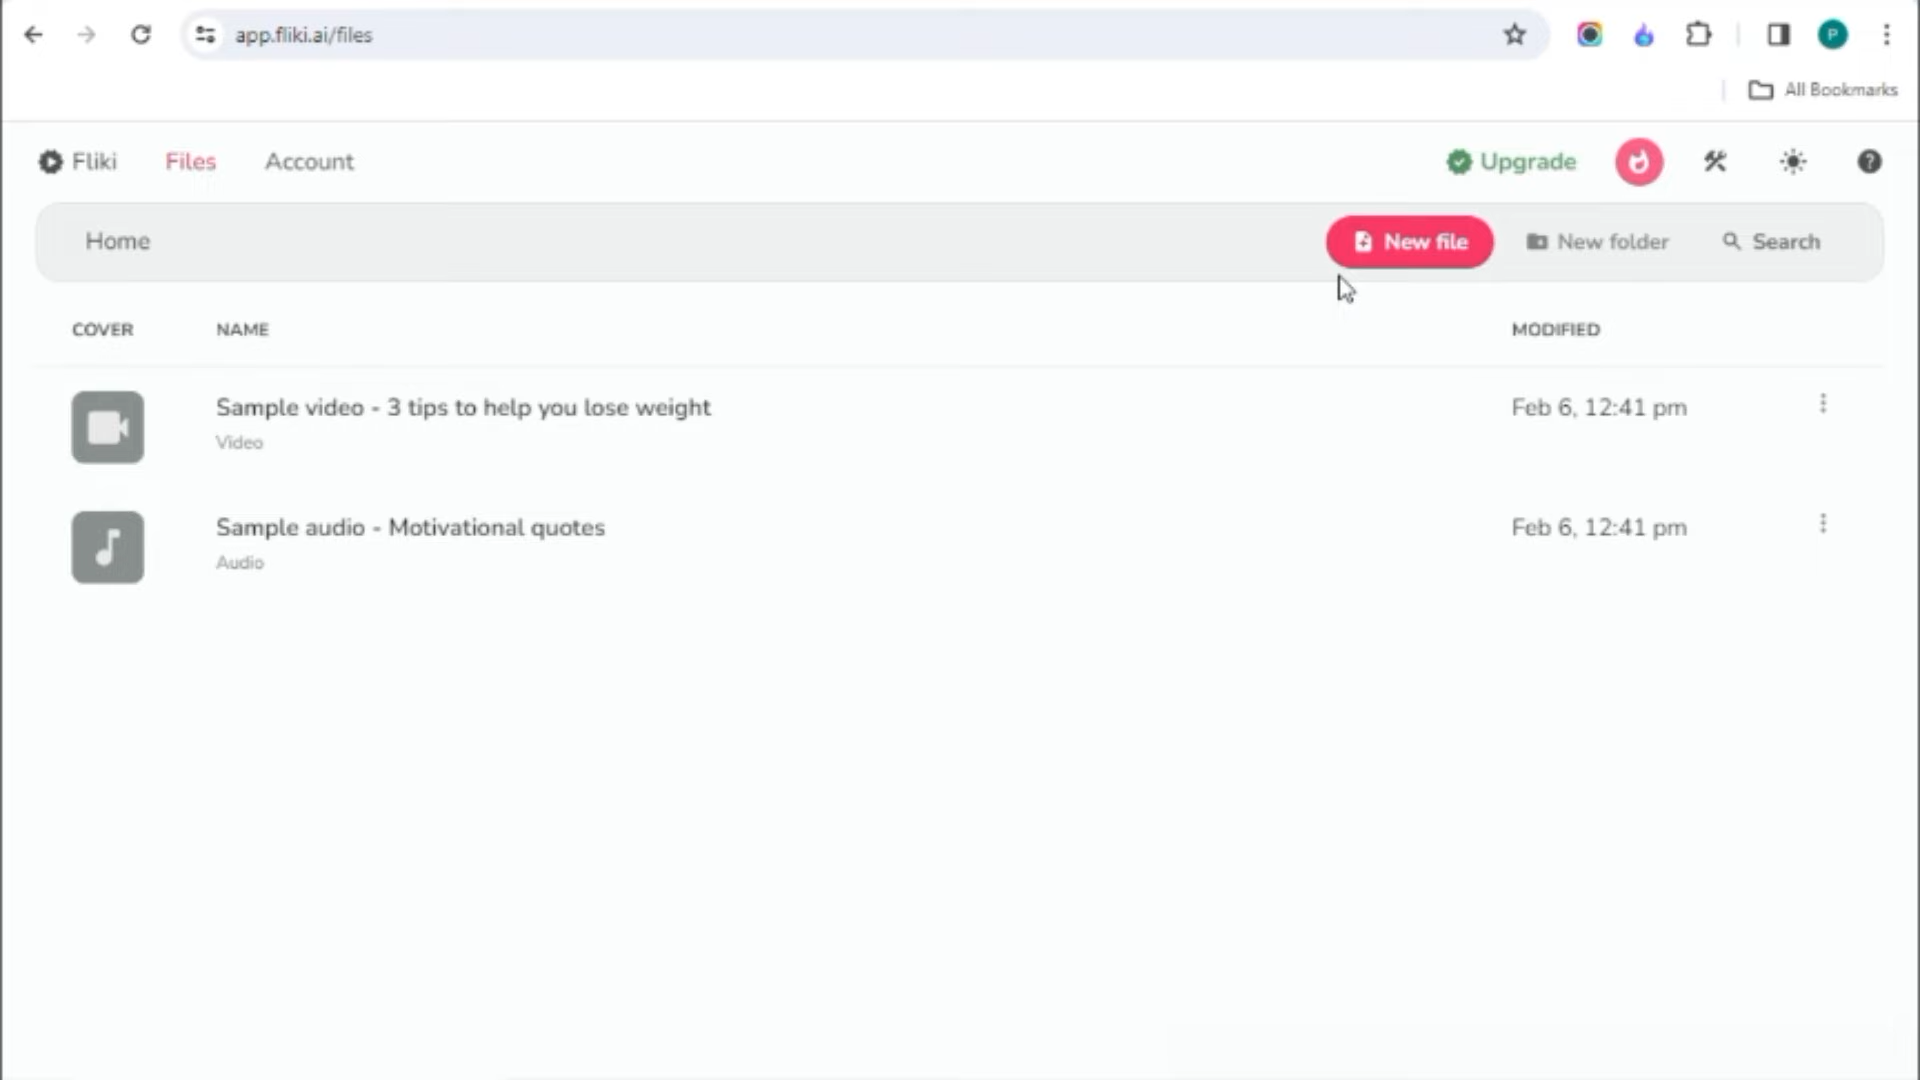 app.fliki.ai/files
P
All Bookmarks
Fliki Files Account Upgrade ?
Home New file New folder Search
COVER NAME MODIFIED
Sample video - 3 tips to help you lose weight Feb 6, 12:41 pm
Video
Sample audio - Motivational quotes Feb 6, 12:41 pm
Audio